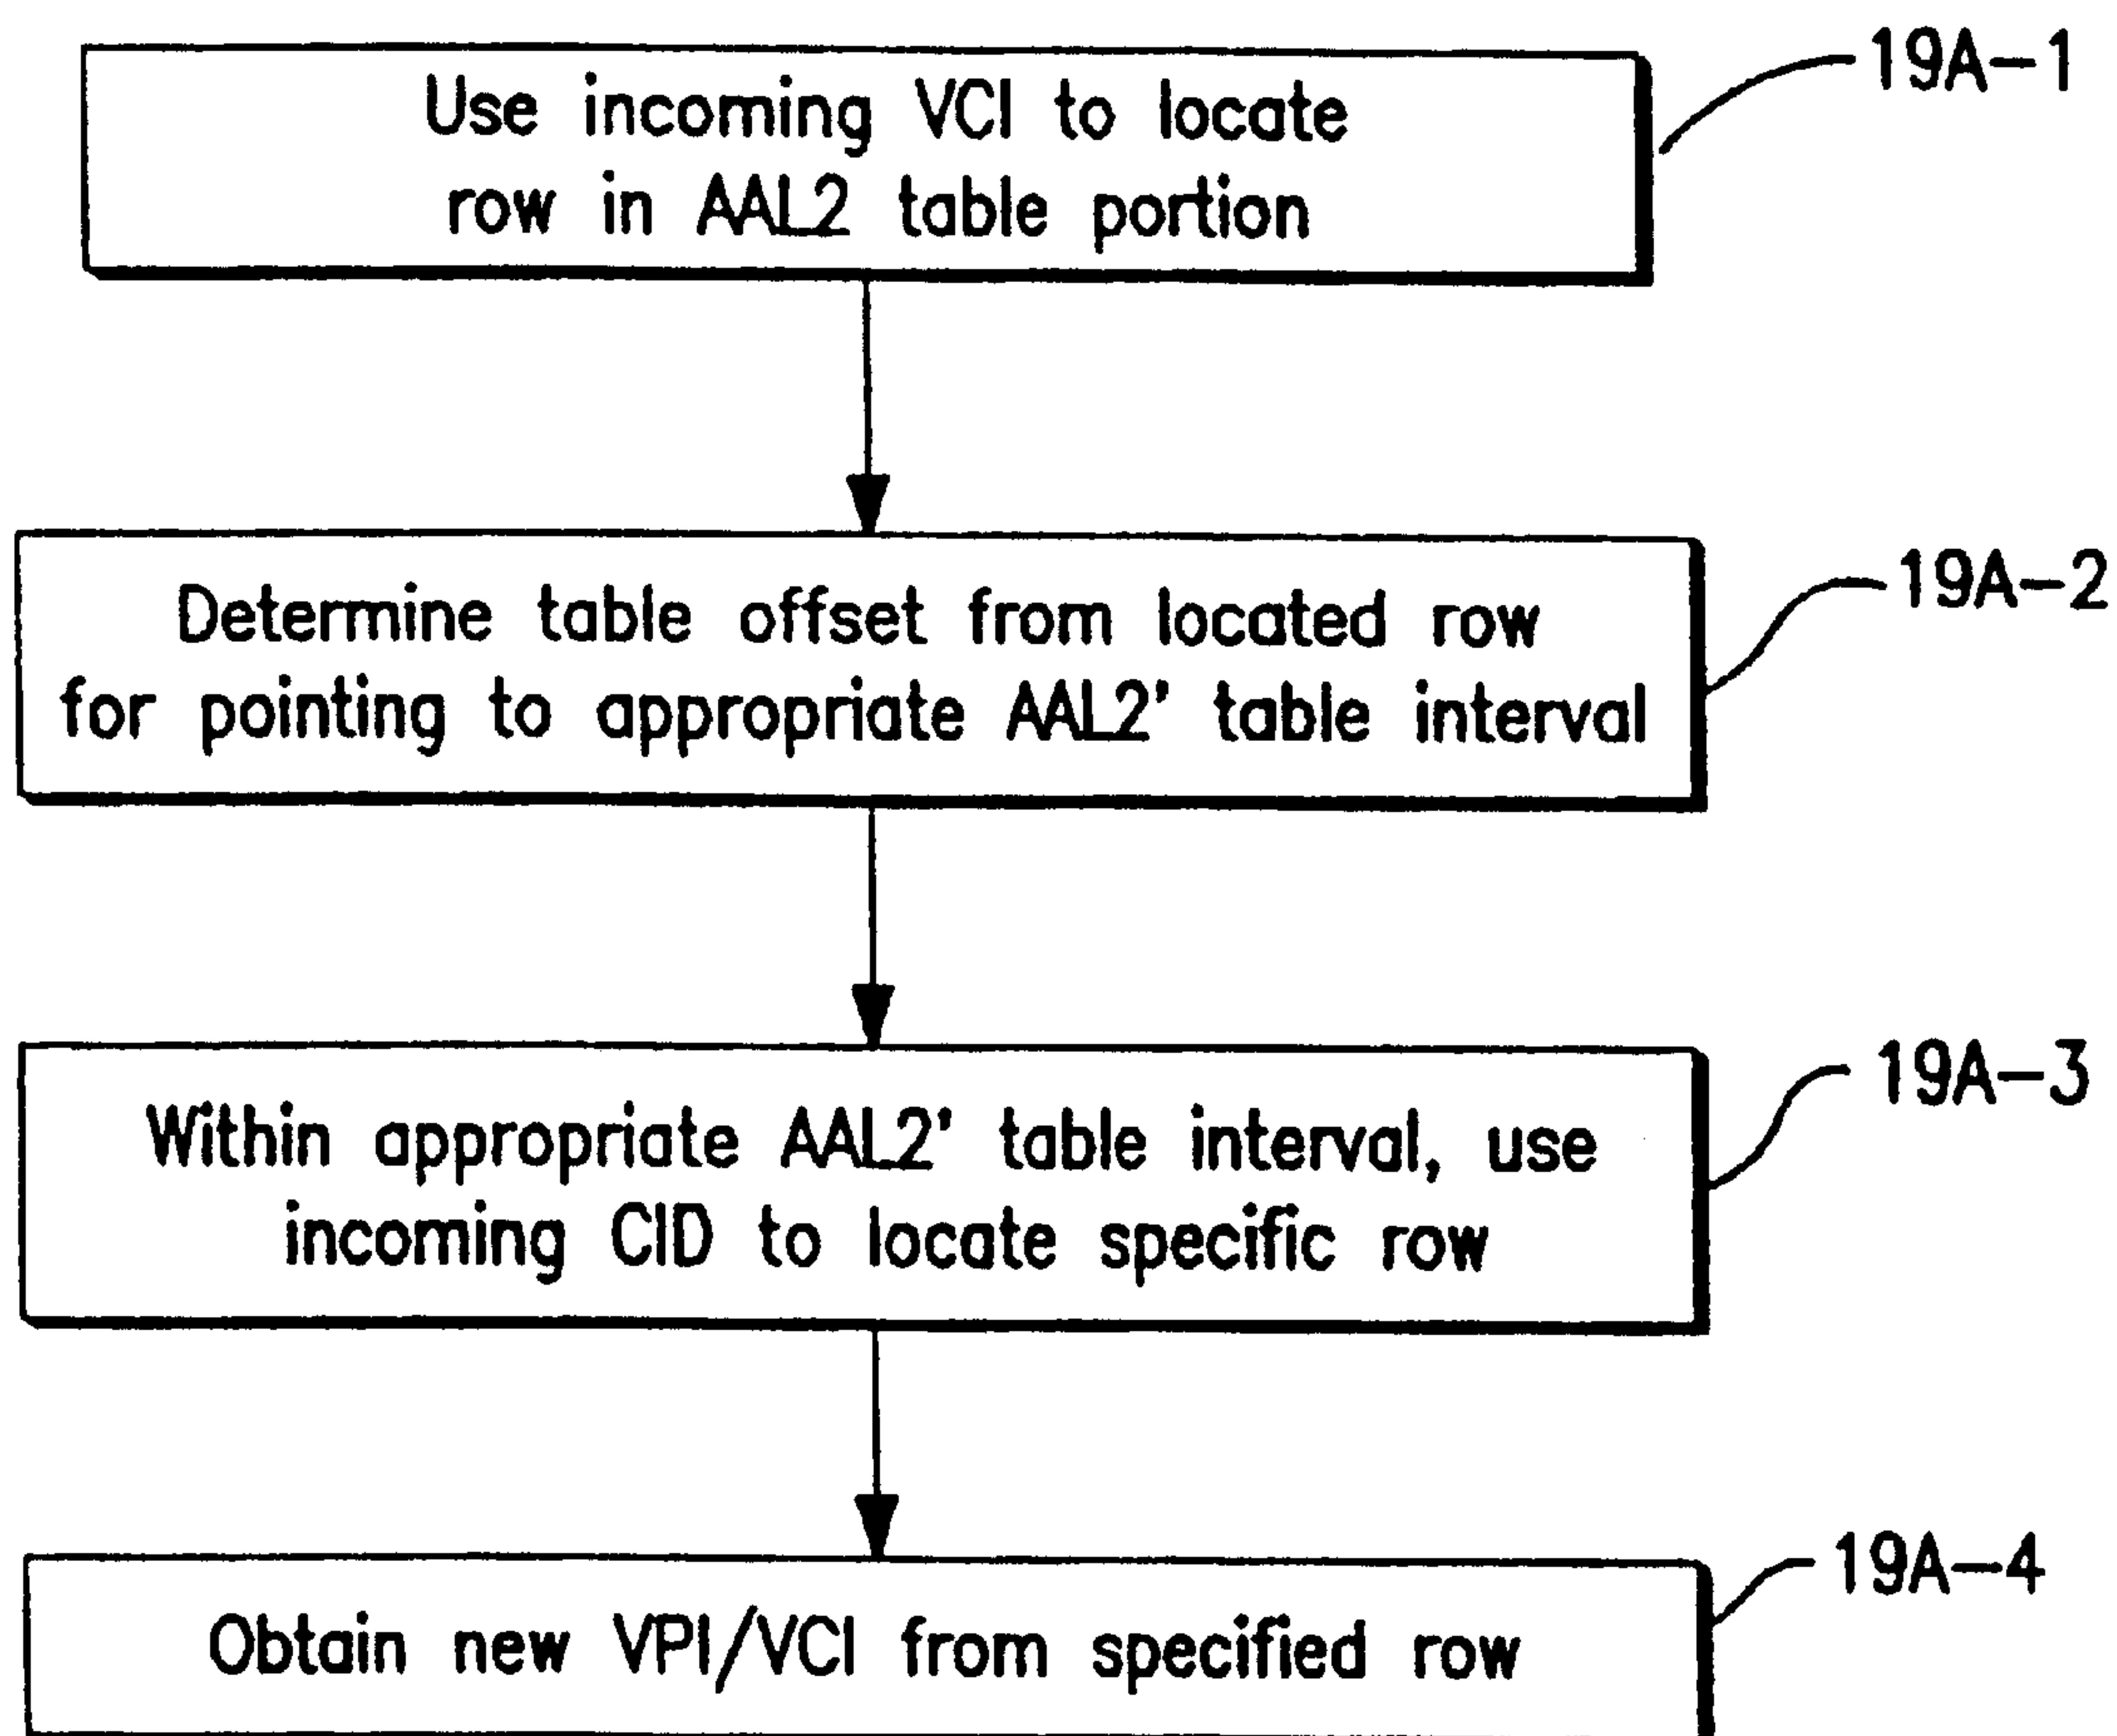 Use incoming VCI to locate
row in AAL2 table portion
19A-1
Determine table offset from located row
for pointing to appropriate AAL2' table interval
19A-2
Within appropriate AAL2' table interval, use
incoming CID to locate specific row
19A-3
Obtain new VPI/VCI from specified row
19A-4